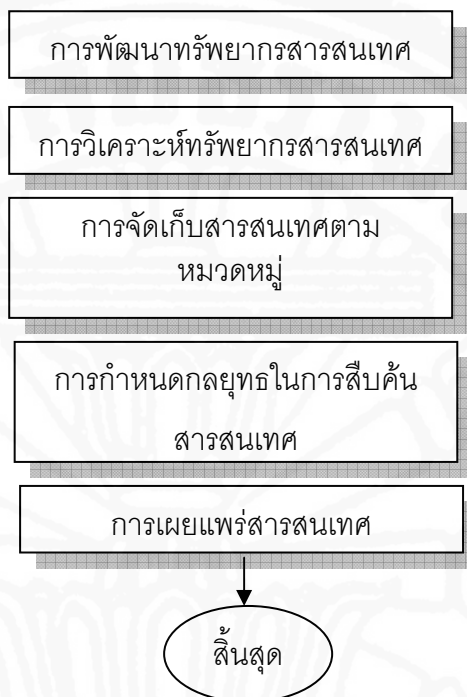 การพัฒนาทรัพยากรสารสนเทศ
การวิเคราะห์ทรัพยากรสารสนเทศ
การจัดเก็บสารสนเทศตาม
หมวดหมู่
การกำหนดกลยุทธในการสืบค้น
สารสนเทศ
การเผยแพร่สารสนเทศ
สิ้นสุด